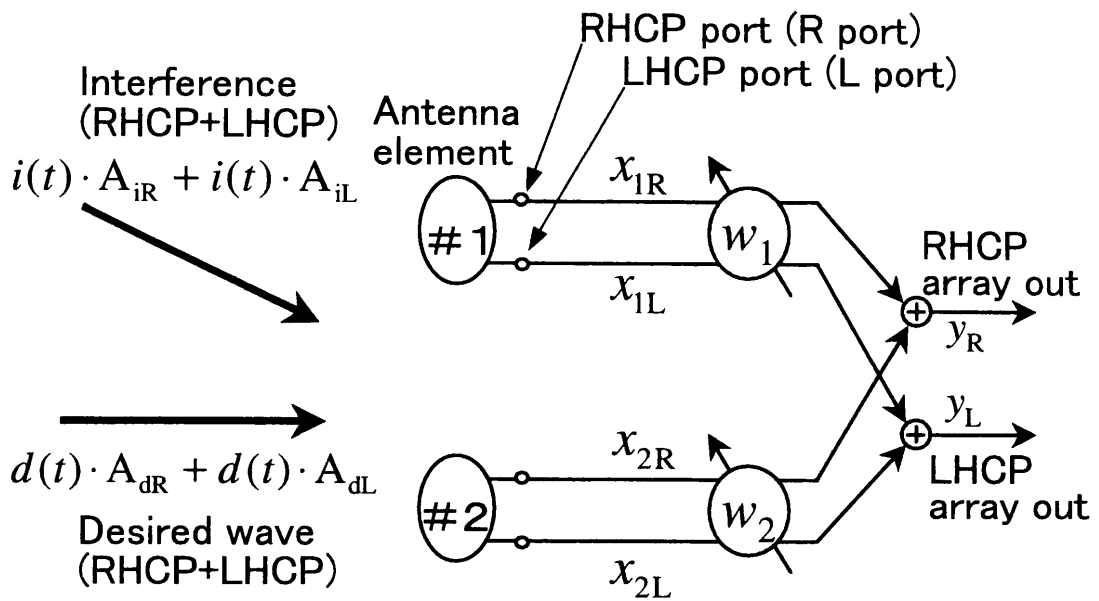 RHCP port (R port)
LHCP port (L port)
Interference
(RHCP+LHCP)
i(t) · A_iR + i(t) · A_iL
Antenna
element
x_1R
#1
w_1
x_1L
RHCP
array out
y_R
y_L
LHCP
array out
d(t) · A_dR + d(t) · A_dL
Desired wave
(RHCP+LHCP)
x_2R
#2
w_2
x_2L